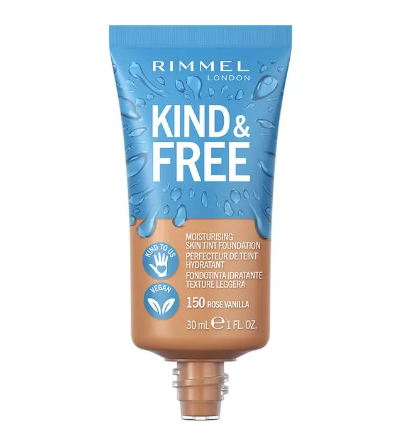 RIMMEL
LONDON
KIND &
FREE
MOISTURISING
SKIN TINT FOUNDATION
PERFECTEUR DE TEINT
HYDRATANT
FONDOTINTA IDRATANTE
TEXTURE LEGGERA
KIND TO US
VEGAN
150 ROSE VANILLA
30 mL ℮ 1 FL. OZ.